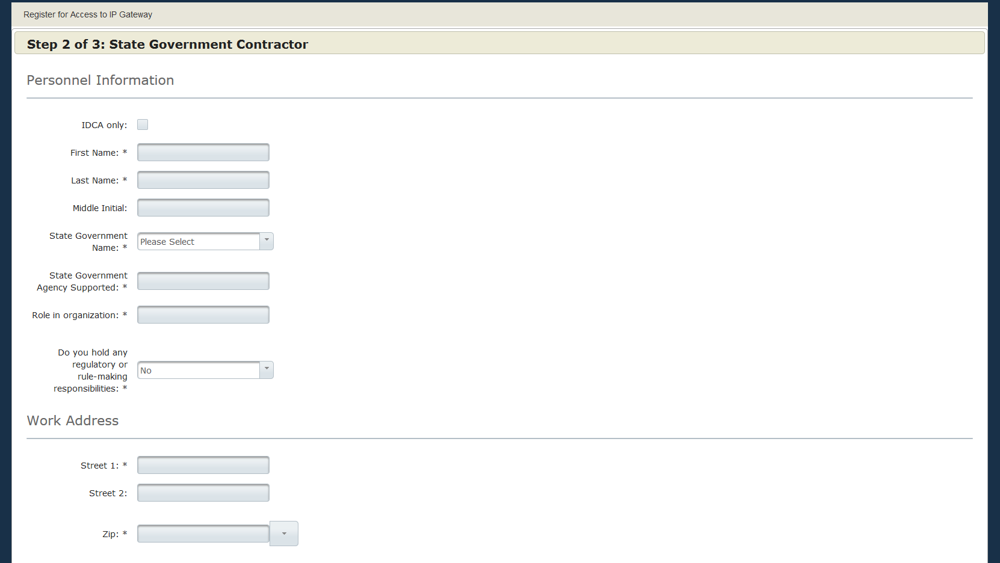 Register for Access to IP Gateway
Step 2 of 3: State Government Contractor
Personnel Information
IDCA only:
First Name: *
Last Name: *
Middle Initial:
State Government
Name: *
Please Select
State Government
Agency Supported: *
Role in organization: *
Do you hold any
regulatory or
rule-making
responsibilities: *
No
Work Address
Street 1: *
Street 2:
Zip: *